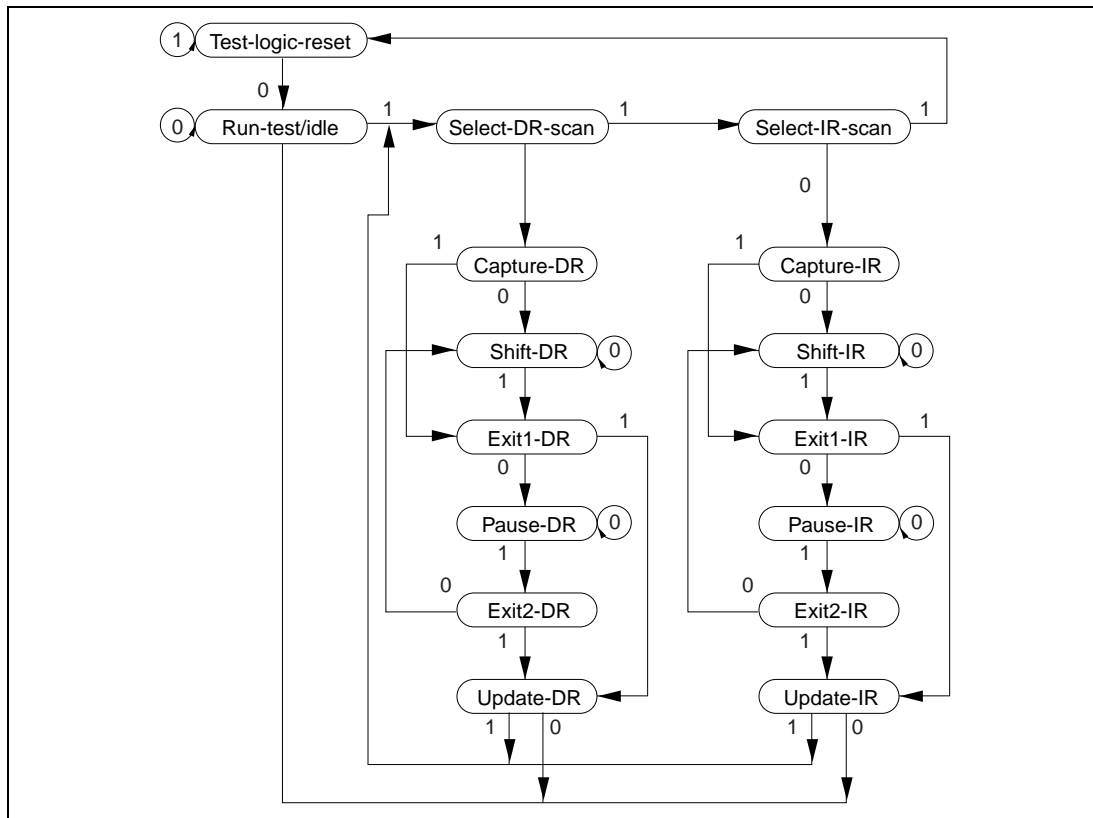 1 Test-logic-reset
0
0 Run-test/idle 1 Select-DR-scan 1 Select-IR-scan 1
0
1 Capture-DR 1 Capture-IR
0 0
Shift-DR 0 Shift-IR 0
1 1
Exit1-DR 1 Exit1-IR 1
0 0
Pause-DR 0 Pause-IR 0
1 1
0 0
Exit2-DR Exit2-IR
1 1
Update-DR Update-IR
1 0 1 0